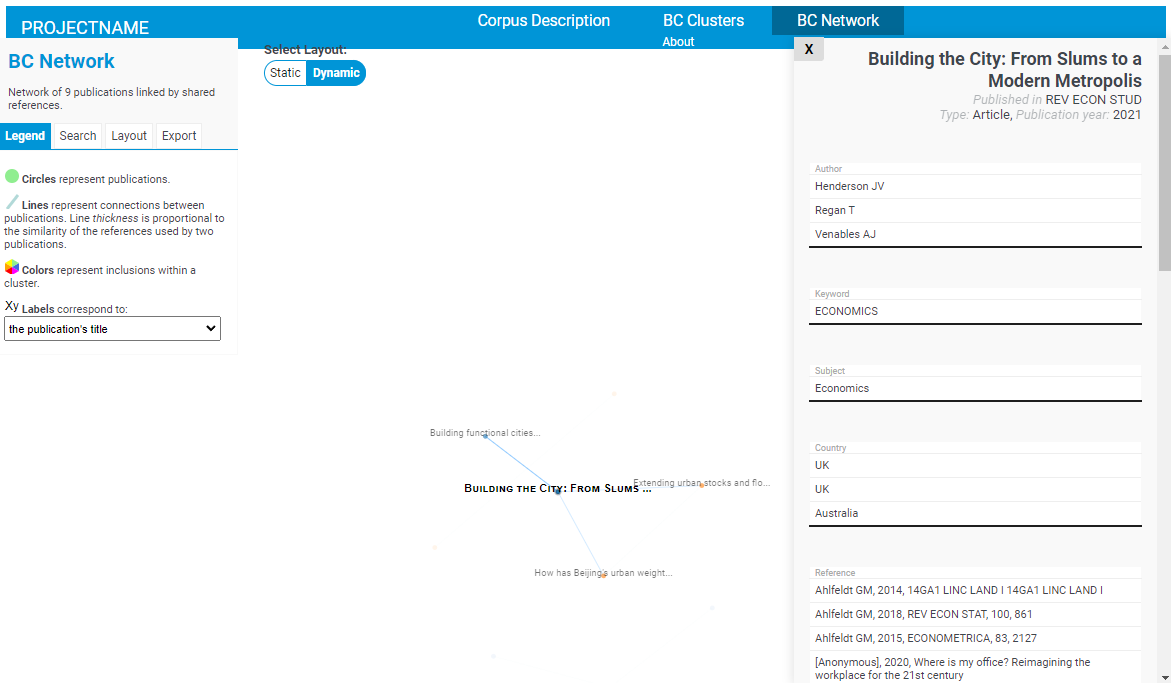 PROJECTNAME
Corpus Description
BC Clusters
BC Network
About
BC Network
Network of 9 publications linked by shared
references.
Legend
Search
Layout
Export
Circles represent publications.
Lines represent connections between
publications. Line thickness is proportional to
the similarity of the references used by two
publications.
Colors represent inclusions within a
cluster.
Xy Labels correspond to:
the publication's title
Select Layout:
Static
Dynamic
Building functional cities...
Building the City: From Slums ...
Extending urban stocks and flo...
How has Beijing's urban weight...
X
Building the City: From Slums to a
Modern Metropolis
Published in REV ECON STUD
Type: Article, Publication year: 2021
Author
Henderson JV
Regan T
Venables AJ
Keyword
ECONOMICS
Subject
Economics
Country
UK
UK
Australia
Reference
Ahlfeldt GM, 2014, 14GA1 LINC LAND I 14GA1 LINC LAND I
Ahlfeldt GM, 2018, REV ECON STAT, 100, 861
Ahlfeldt GM, 2015, ECONOMETRICA, 83, 2127
[Anonymous], 2020, Where is my office? Reimagining the
workplace for the 21st century